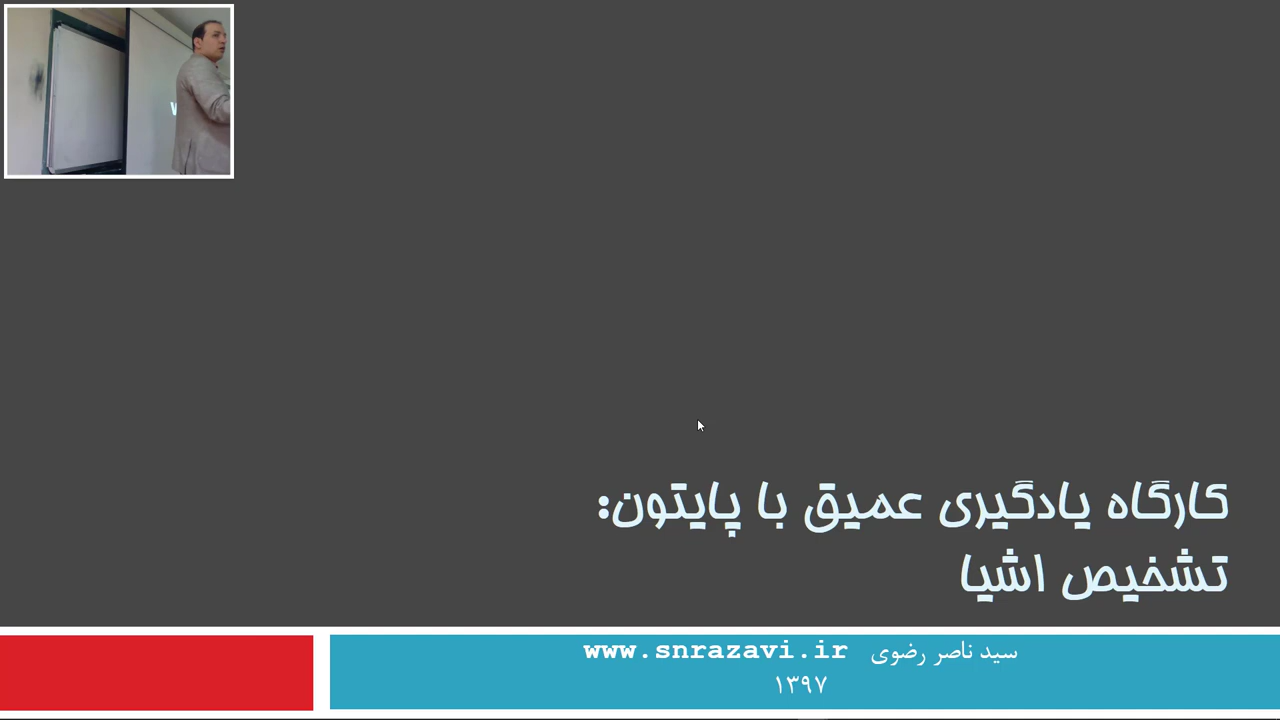 کارگاه یادگیری عمیق با پایتون:
تشخیص اشیا
سید ناصر رضوی www.snrazavi.ir
۱۳۹۷